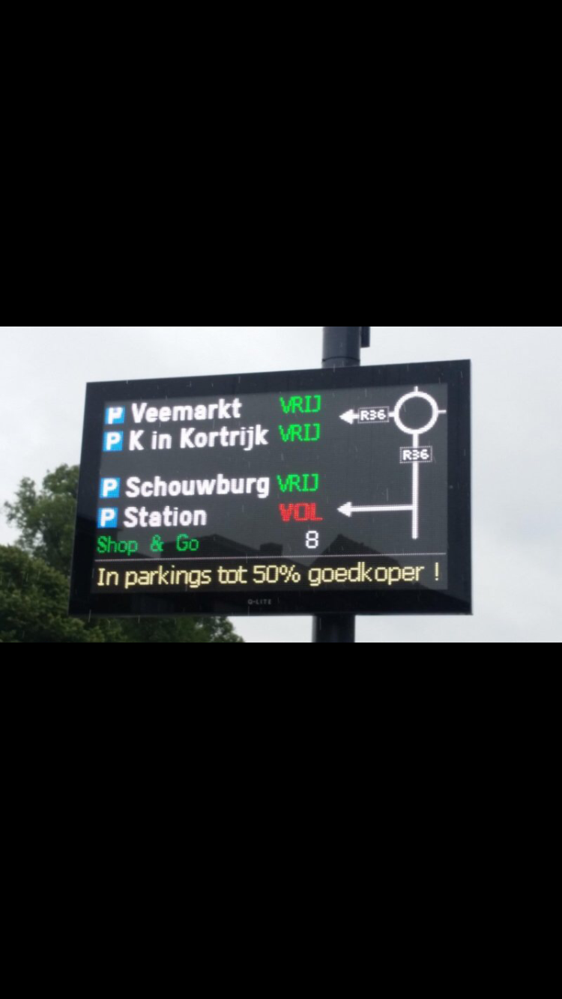 P Veemarkt VRIJ
P K in Kortrijk VRIJ
R36
R36
P Schouwburg VRIJ
P Station VOL
Shop & Go 8
In parkings tot 50% goedkoper !
Q-LITE